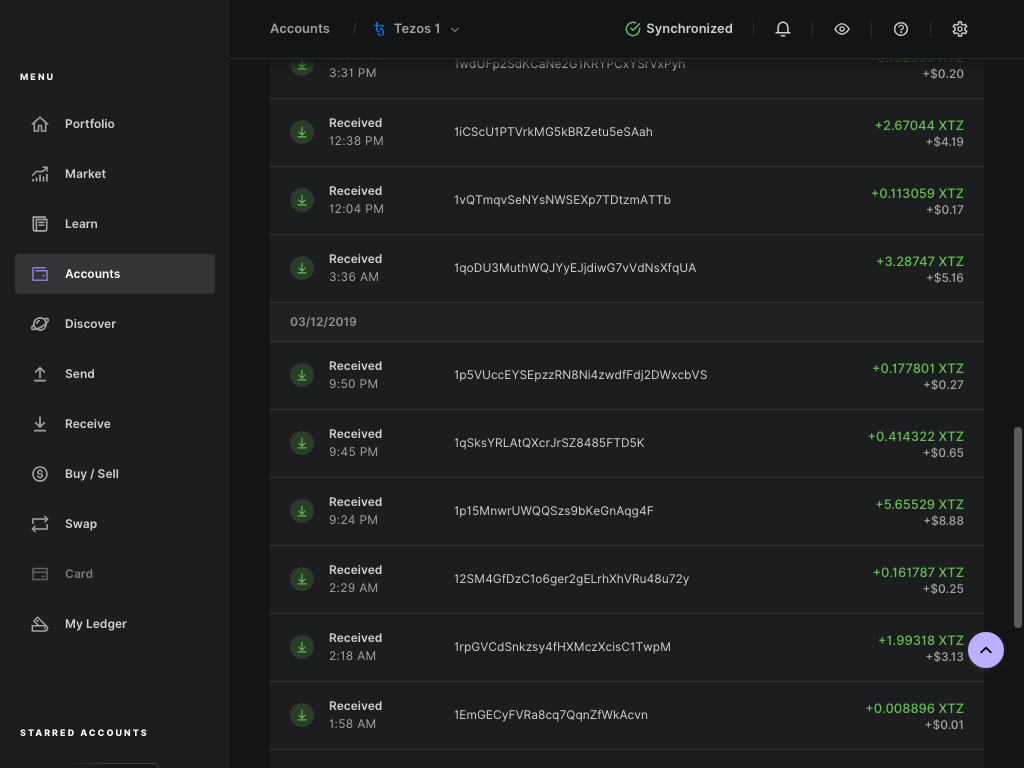 Accounts / Tezos 1 Synchronized
MENU
Portfolio
Market
Learn
Accounts
Discover
Send
Receive
Buy / Sell
Swap
Card
My Ledger
STARRED ACCOUNTS
3:31 PM
+$0.20
Received
12:38 PM
1iCScU1PTVrkMG5kBRZetu5eSAah
+2.67044 XTZ
+$4.19
Received
12:04 PM
1vQTmqvSeNYsNWSEXp7TDtzmATTb
+0.113059 XTZ
+$0.17
Received
3:36 AM
1qoDU3MuthWQJYyEJjdiwG7vVdNsXfqUA
+3.28747 XTZ
+$5.16
03/12/2019
Received
9:50 PM
1p5VUccEYSEpzzRN8Ni4zwdfFdj2DWxcbVS
+0.177801 XTZ
+$0.27
Received
9:45 PM
1qSksYRLAtQXcrJrSZ8485FTD5K
+0.414322 XTZ
+$0.65
Received
9:24 PM
1p15MnwrUWQQSzs9bKeGnAqg4F
+5.65529 XTZ
+$8.88
Received
2:29 AM
12SM4GfDzC1o6ger2gELrhXhVRu48u72y
+0.161787 XTZ
+$0.25
Received
2:18 AM
1rpGVCdSnkzsy4fHXMczXcisC1TwpM
+1.99318 XTZ
+$3.13
Received
1:58 AM
1EmGECyFVRa8cq7QqnZfWkAcvn
+0.008896 XTZ
+$0.01